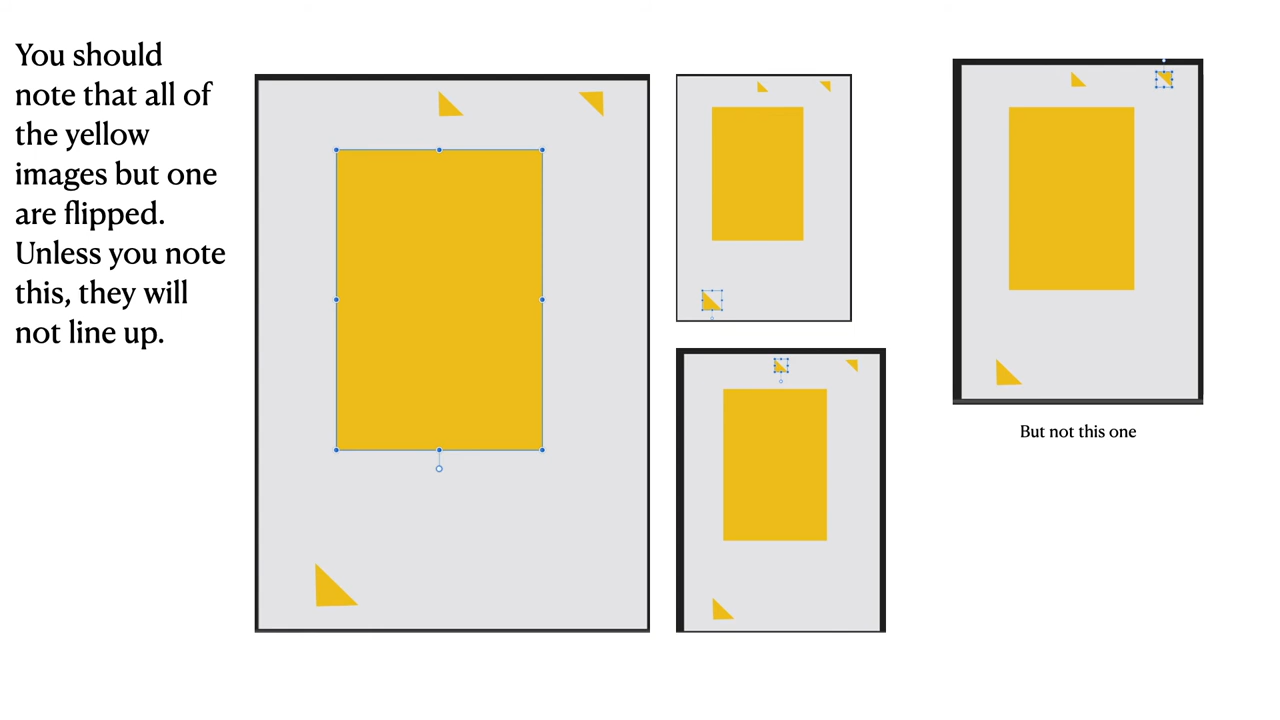 You should
note that all of
the yellow
images but one
are flipped.
Unless you note
this, they will
not line up.
But not this one